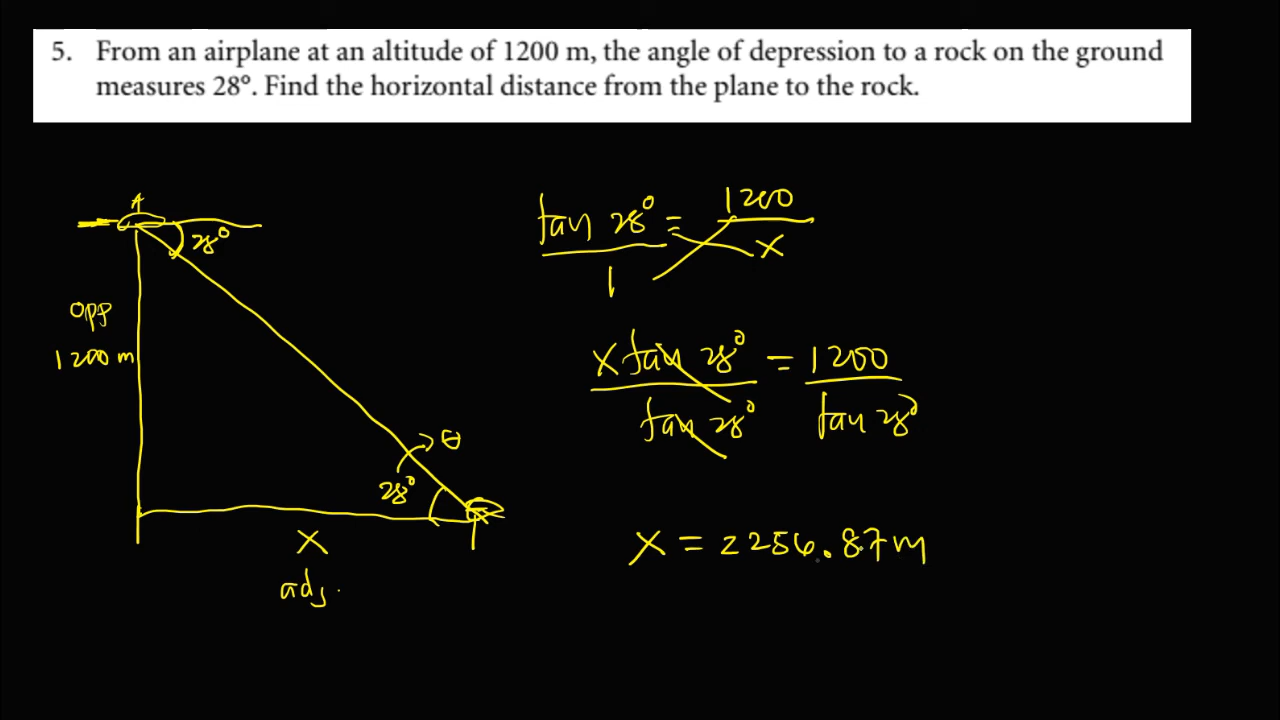 5. From an airplane at an altitude of 1200 m, the angle of depression to a rock on the ground
measures 28°. Find the horizontal distance from the plane to the rock.
28°
opp
1200 m
θ
28°
x
adj.
tan 28° = 1200
1 x
x tan 28° = 1200
tan 28° tan 28°
x = 2256.87m